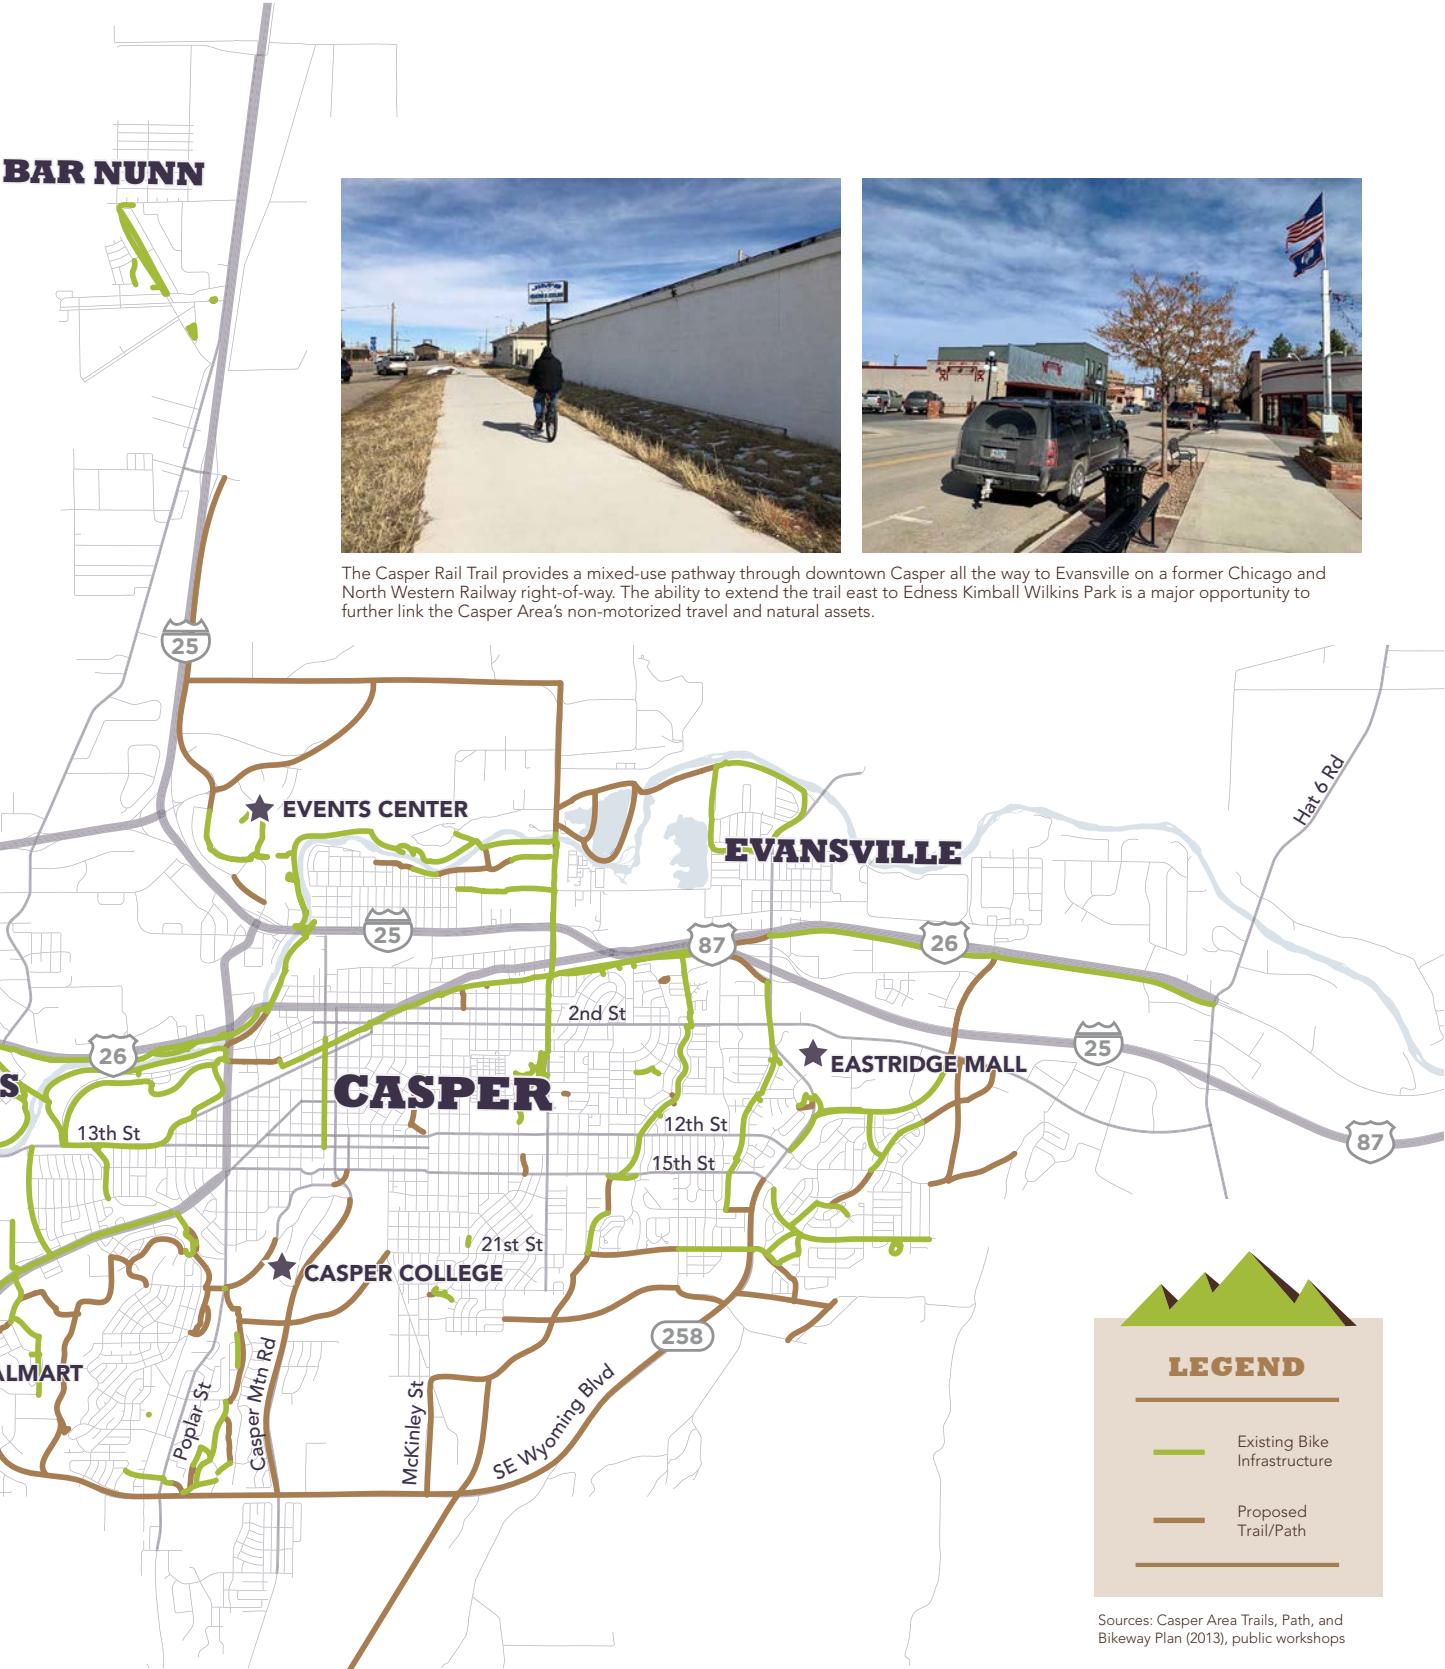 BAR NUNN
The Casper Rail Trail provides a mixed-use pathway through downtown Casper all the way to Evansville on a former Chicago and
North Western Railway right-of-way. The ability to extend the trail east to Edness Kimball Wilkins Park is a major opportunity to
further link the Casper Area's non-motorized travel and natural assets.
25
Hat 6 Rd
EVENTS CENTER
EVANSVILLE
25
87
26
2nd St
26
25
EASTRIDGE MALL
S
CASPER
13th St
12th St
87
15th St
21st St
CASPER COLLEGE
258
ALMART
Poplar St
Casper Mtn Rd
McKinley St
SE Wyoming Blvd
LEGEND
Existing Bike
Infrastructure
Proposed
Trail/Path
Sources: Casper Area Trails, Path, and
Bikeway Plan (2013), public workshops